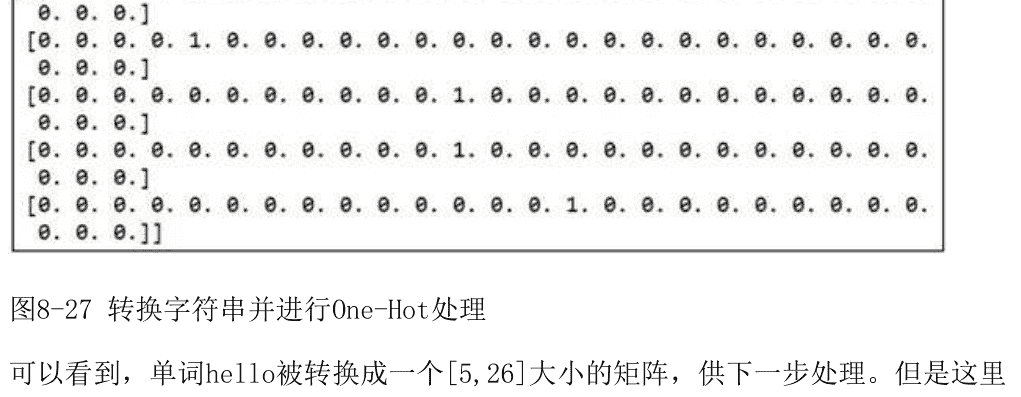 0. 0. 0.]
[0. 0. 0. 0. 1. 0. 0. 0. 0. 0. 0. 0. 0. 0. 0. 0. 0. 0. 0. 0. 0. 0. 0. 0.
0. 0. 0.]
[0. 0. 0. 0. 0. 0. 0. 0. 0. 0. 0. 1. 0. 0. 0. 0. 0. 0. 0. 0. 0. 0. 0. 0.
0. 0. 0.]
[0. 0. 0. 0. 0. 0. 0. 0. 0. 0. 0. 1. 0. 0. 0. 0. 0. 0. 0. 0. 0. 0. 0. 0.
0. 0. 0.]
[0. 0. 0. 0. 0. 0. 0. 0. 0. 0. 0. 0. 0. 0. 1. 0. 0. 0. 0. 0. 0. 0. 0. 0.
0. 0. 0.]]
图8-27 转换字符串并进行One-Hot处理
可以看到，单词hello被转换成一个[5,26]大小的矩阵，供下一步处理。但是这里